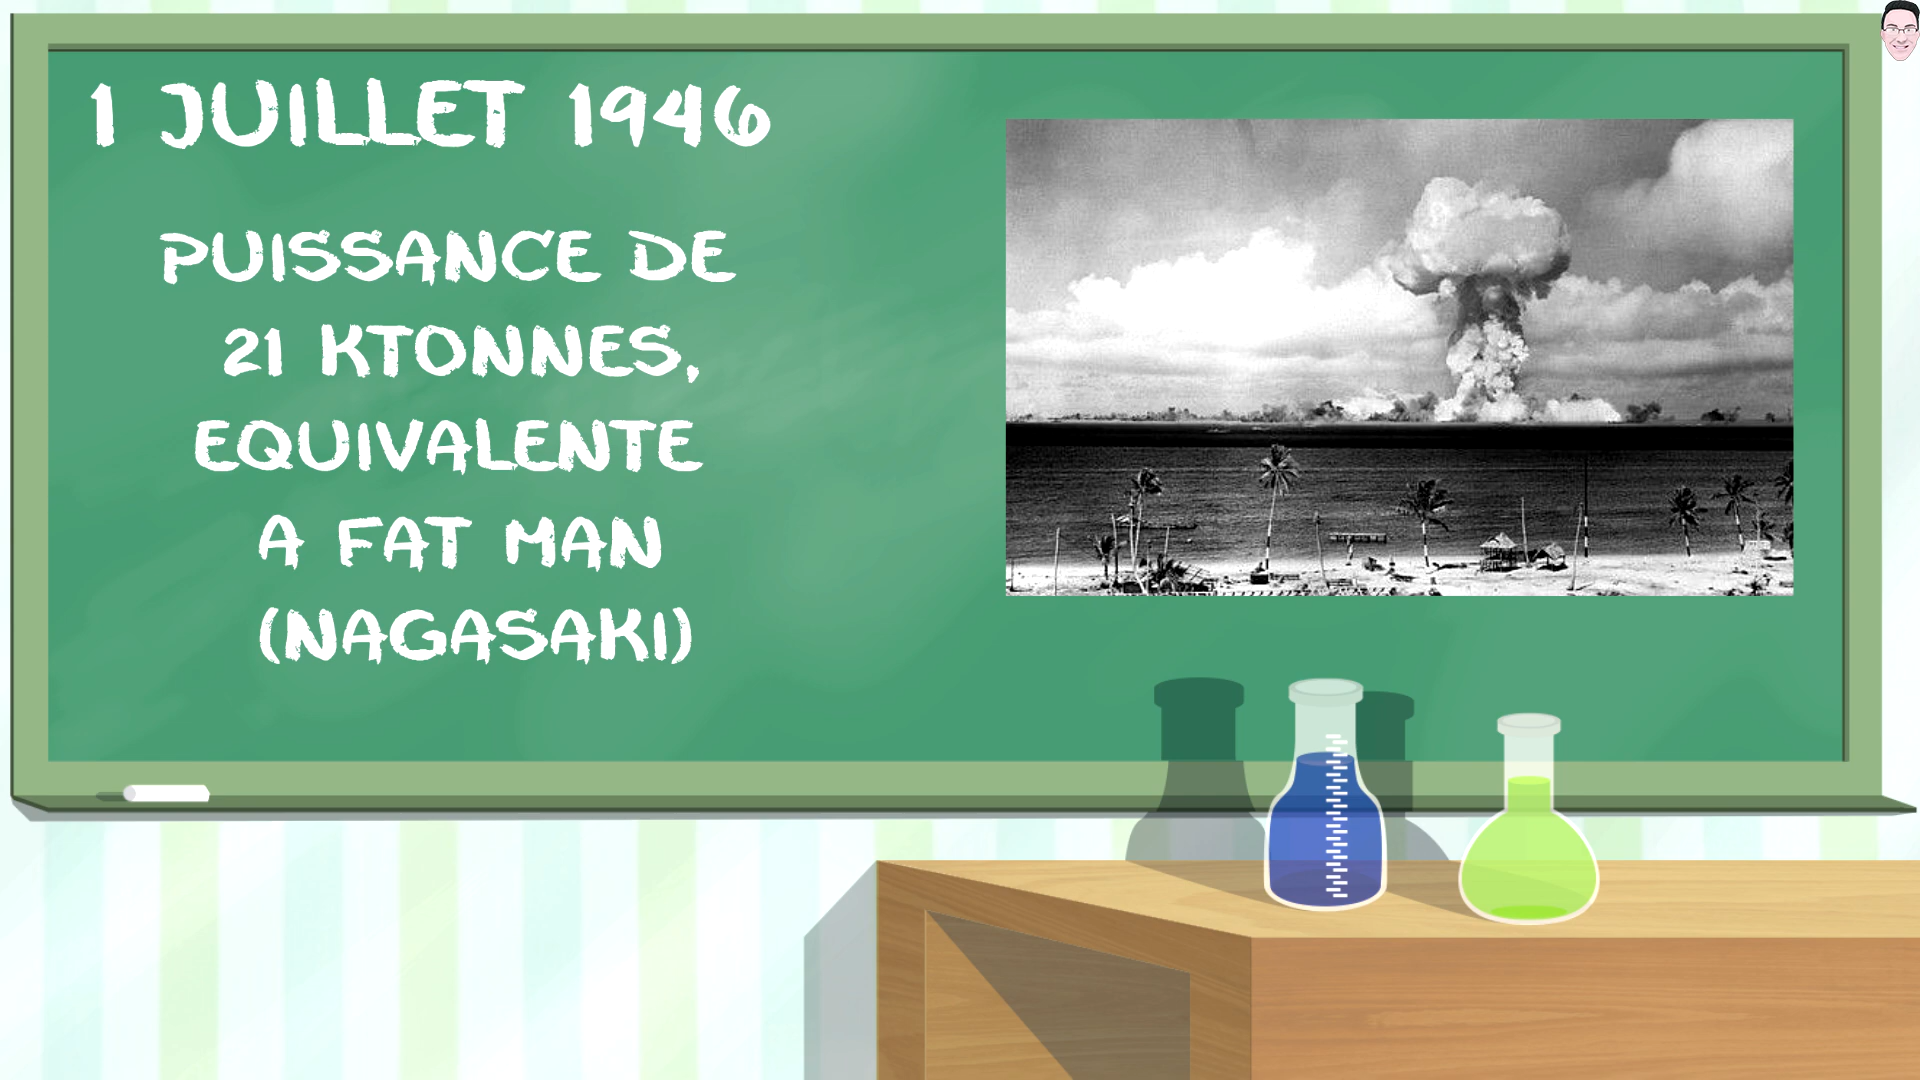 1 JUILLET 1946
PUISSANCE DE
21 KTONNES,
EQUIVALENTE
A FAT MAN
(NAGASAKI)